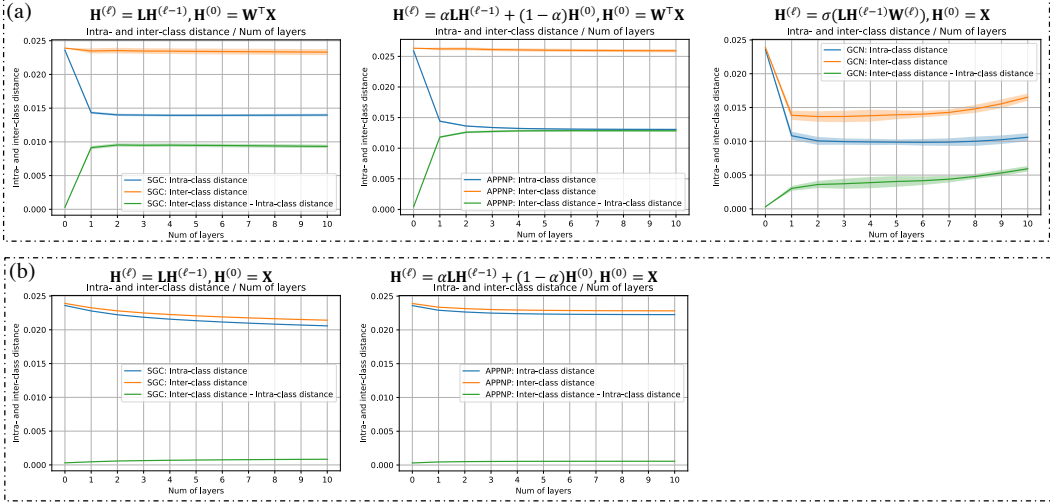 (a)
𝐇^(ℓ) = 𝐋𝐇^(ℓ−1), 𝐇^(0) = 𝐖^⊤𝐗
Intra- and inter-class distance / Num of layers
Intra- and inter-class distance
0.025
0.020
0.015
0.010
0.005
0.000
SGC: Intra-class distance
SGC: Inter-class distance
SGC: Inter-class distance - Intra-class distance
0 1 2 3 4 5 6 7 8 9 10
Num of layers
𝐇^(ℓ) = α𝐋𝐇^(ℓ−1) + (1 − α)𝐇^(0), 𝐇^(0) = 𝐖^⊤𝐗
Intra- and inter-class distance / Num of layers
Intra- and inter-class distance
0.025
0.020
0.015
0.010
0.005
0.000
APPNP: Intra-class distance
APPNP: Inter-class distance
APPNP: Inter-class distance - Intra-class distance
0 1 2 3 4 5 6 7 8 9 10
Num of layers
𝐇^(ℓ) = σ(𝐋𝐇^(ℓ−1)𝐖^(ℓ)), 𝐇^(0) = 𝐗
Intra- and inter-class distance / Num of layers
Intra- and inter-class distance
0.025
0.020
0.015
0.010
0.005
0.000
GCN: Intra-class distance
GCN: Inter-class distance
GCN: Inter-class distance - Intra-class distance
0 1 2 3 4 5 6 7 8 9 10
Num of layers
(b)
𝐇^(ℓ) = 𝐋𝐇^(ℓ−1), 𝐇^(0) = 𝐗
Intra- and inter-class distance / Num of layers
Intra- and inter-class distance
0.025
0.020
0.015
0.010
0.005
0.000
SGC: Intra-class distance
SGC: Inter-class distance
SGC: Inter-class distance - Intra-class distance
0 1 2 3 4 5 6 7 8 9 10
Num of layers
𝐇^(ℓ) = α𝐋𝐇^(ℓ−1) + (1 − α)𝐇^(0), 𝐇^(0) = 𝐗
Intra- and inter-class distance / Num of layers
Intra- and inter-class distance
0.025
0.020
0.015
0.010
0.005
0.000
APPNP: Intra-class distance
APPNP: Inter-class distance
APPNP: Inter-class distance - Intra-class distance
0 1 2 3 4 5 6 7 8 9 10
Num of layers